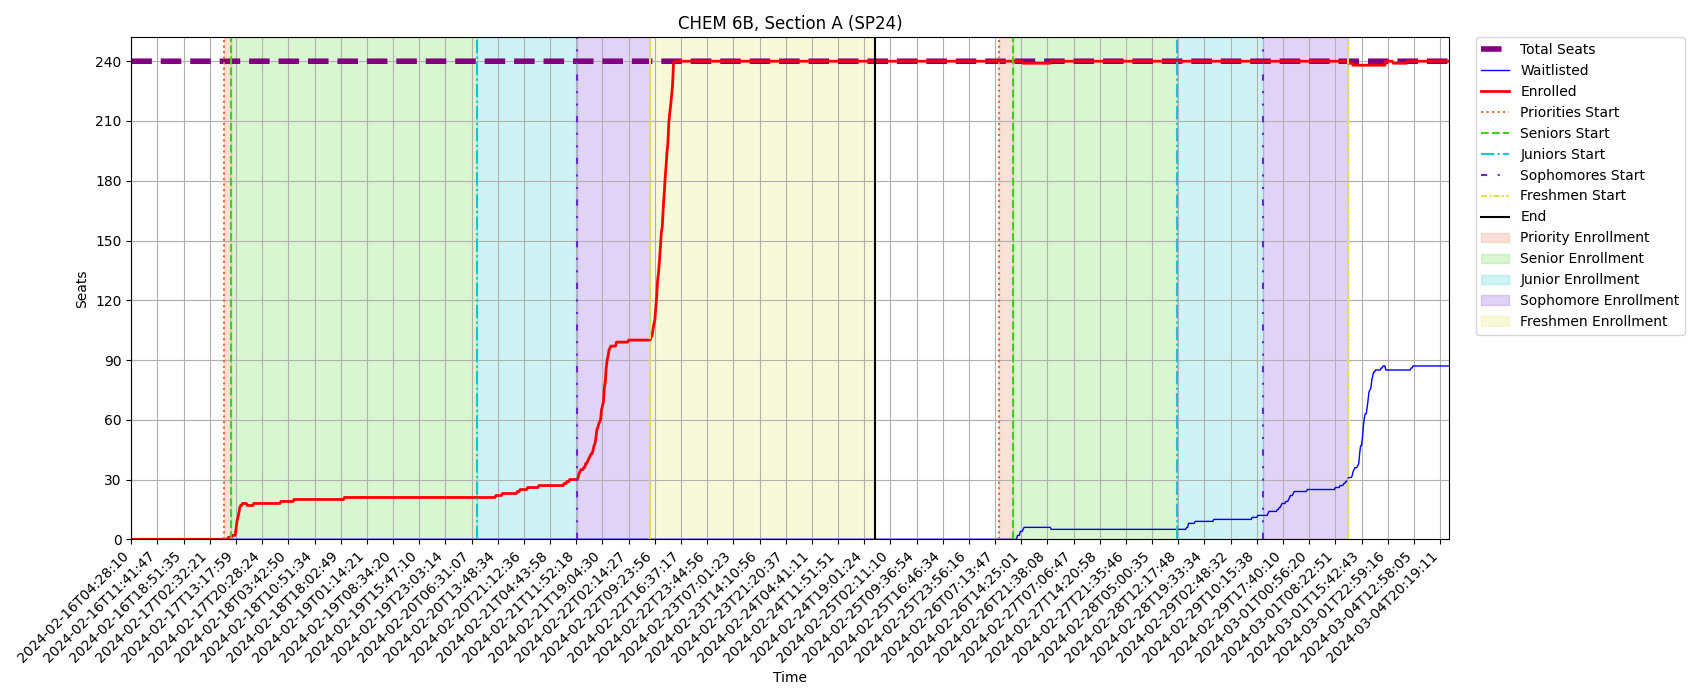 CHEM 6B, Section A (SP24)
Total Seats
Waitlisted
Enrolled
Priorities Start
Seniors Start
Juniors Start
Sophomores Start
Freshmen Start
End
Priority Enrollment
Senior Enrollment
Junior Enrollment
Sophomore Enrollment
Freshmen Enrollment
Seats
240
210
180
150
120
90
60
30
0
2024-02-16T04:28:10
2024-02-16T11:41:47
2024-02-16T18:51:35
2024-02-17T02:32:21
2024-02-17T13:17:59
2024-02-17T20:28:24
2024-02-18T03:42:50
2024-02-18T10:51:34
2024-02-18T18:02:49
2024-02-19T01:14:21
2024-02-19T08:34:20
2024-02-19T15:47:10
2024-02-19T23:03:14
2024-02-20T06:31:07
2024-02-20T13:48:34
2024-02-20T21:12:36
2024-02-21T04:43:58
2024-02-21T11:52:18
2024-02-21T19:04:30
2024-02-22T02:14:27
2024-02-22T09:23:56
2024-02-22T16:37:17
2024-02-22T23:44:56
2024-02-23T07:01:23
2024-02-23T14:10:56
2024-02-23T21:20:37
2024-02-24T04:41:11
2024-02-24T11:51:51
2024-02-24T19:01:24
2024-02-25T02:11:10
2024-02-25T09:36:54
2024-02-25T16:46:34
2024-02-25T23:56:16
2024-02-26T07:13:47
2024-02-26T14:25:01
2024-02-26T21:38:08
2024-02-27T07:06:47
2024-02-27T14:20:58
2024-02-27T21:35:46
2024-02-28T05:00:35
2024-02-28T12:17:48
2024-02-28T19:33:34
2024-02-29T02:48:32
2024-02-29T10:15:38
2024-02-29T17:40:10
2024-03-01T00:56:20
2024-03-01T08:22:51
2024-03-01T15:42:43
2024-03-01T22:59:16
2024-03-04T12:58:05
2024-03-04T20:19:11
Time